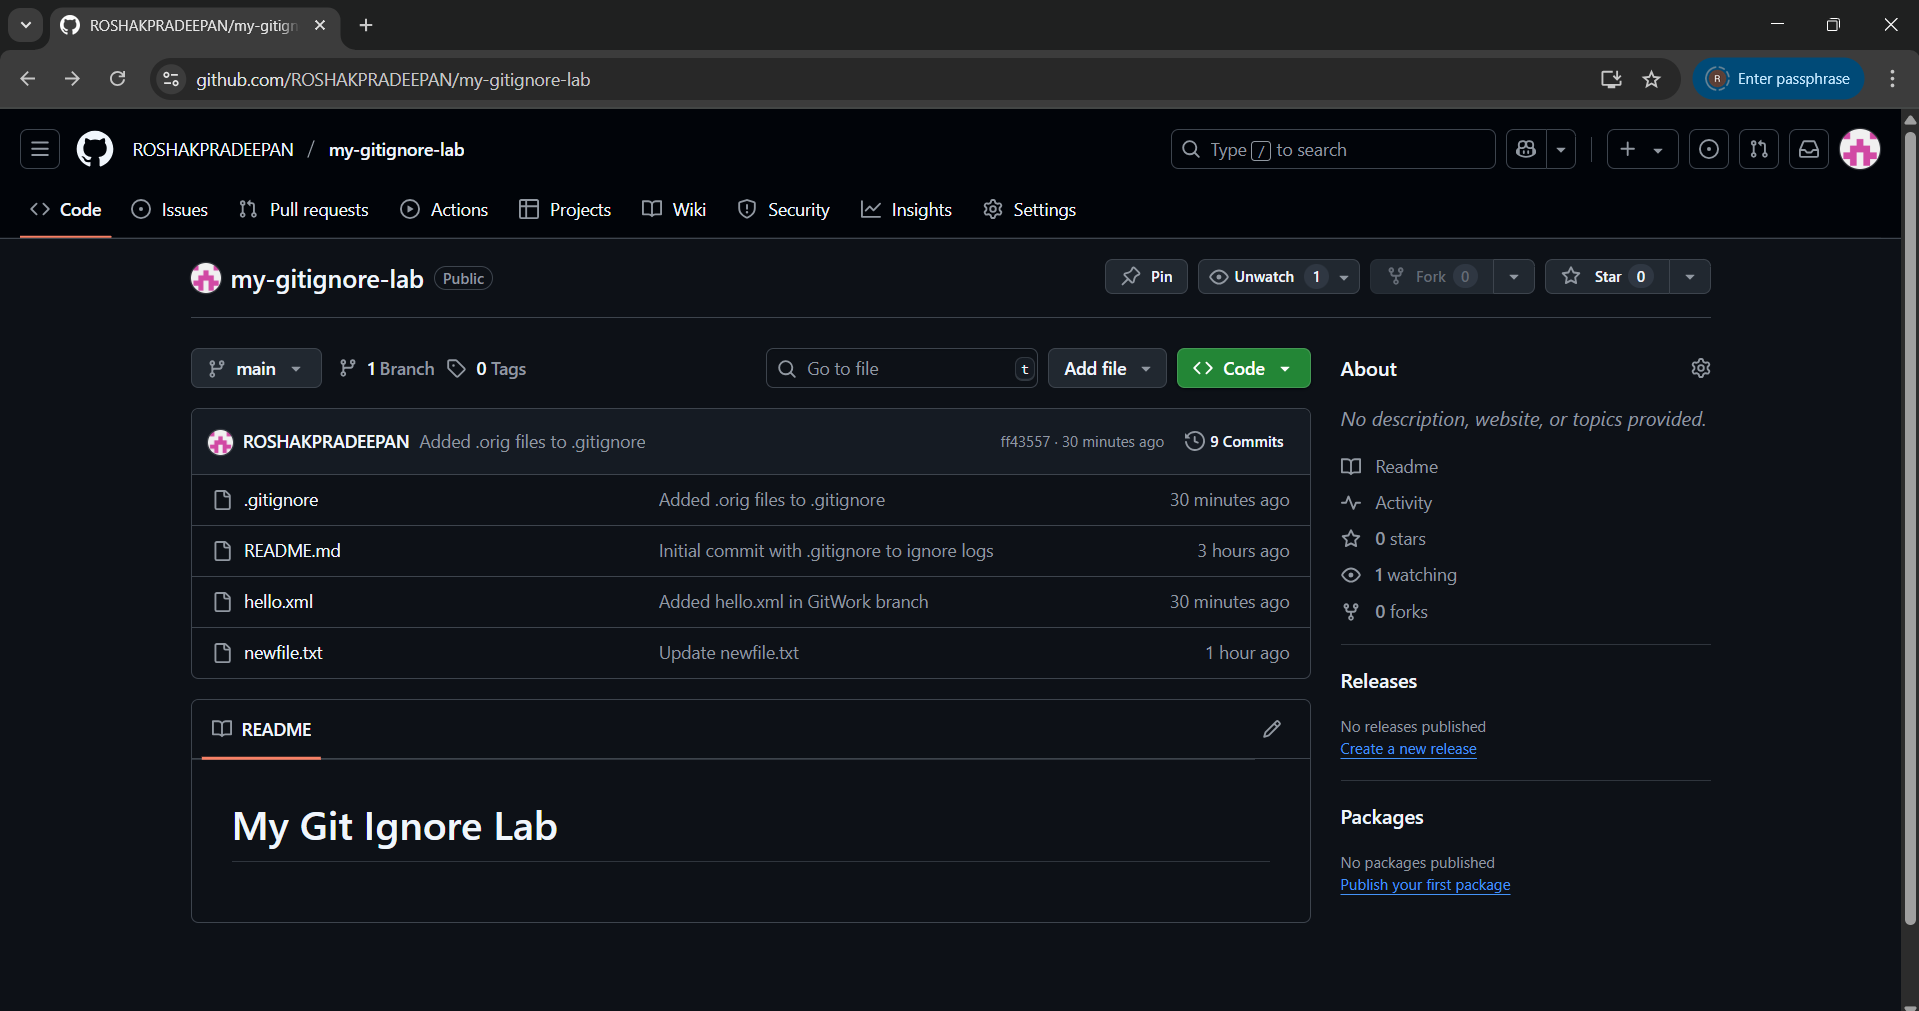 ROSHAKPRADEEPAN/my-gitign
github.com/ROSHAKPRADEEPAN/my-gitignore-lab
R Enter passphrase
ROSHAKPRADEEPAN / my-gitignore-lab
Type / to search
Code Issues Pull requests Actions Projects Wiki Security Insights Settings
my-gitignore-lab Public
Pin Unwatch 1 Fork 0 Star 0
main 1 Branch 0 Tags
Go to file t Add file Code
ROSHAKPRADEEPAN Added .orig files to .gitignore ff43557 · 30 minutes ago 9 Commits
.gitignore Added .orig files to .gitignore 30 minutes ago
README.md Initial commit with .gitignore to ignore logs 3 hours ago
hello.xml Added hello.xml in GitWork branch 30 minutes ago
newfile.txt Update newfile.txt 1 hour ago
README
My Git Ignore Lab
About
No description, website, or topics provided.
Readme
Activity
0 stars
1 watching
0 forks
Releases
No releases published
Create a new release
Packages
No packages published
Publish your first package